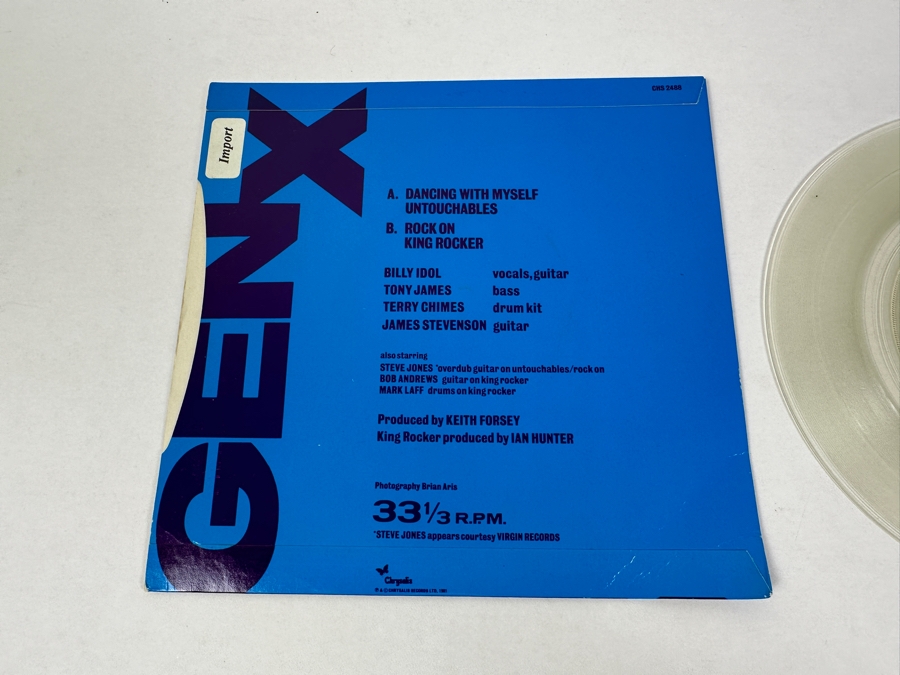 CHS 2488
Import
GEN X
A. DANCING WITH MYSELF
UNTOUCHABLES
B. ROCK ON
KING ROCKER
BILLY IDOL vocals, guitar
TONY JAMES bass
TERRY CHIMES drum kit
JAMES STEVENSON guitar
also starring
STEVE JONES *overdub guitar on untouchables/rock on
BOB ANDREWS guitar on king rocker
MARK LAFF drums on king rocker
Produced by KEITH FORSEY
King Rocker produced by IAN HUNTER
Photography Brian Aris
33 1/3 R.P.M.
*STEVE JONES appears courtesy VIRGIN RECORDS
Chrysalis
CHRYSALIS RECORDS LTD.